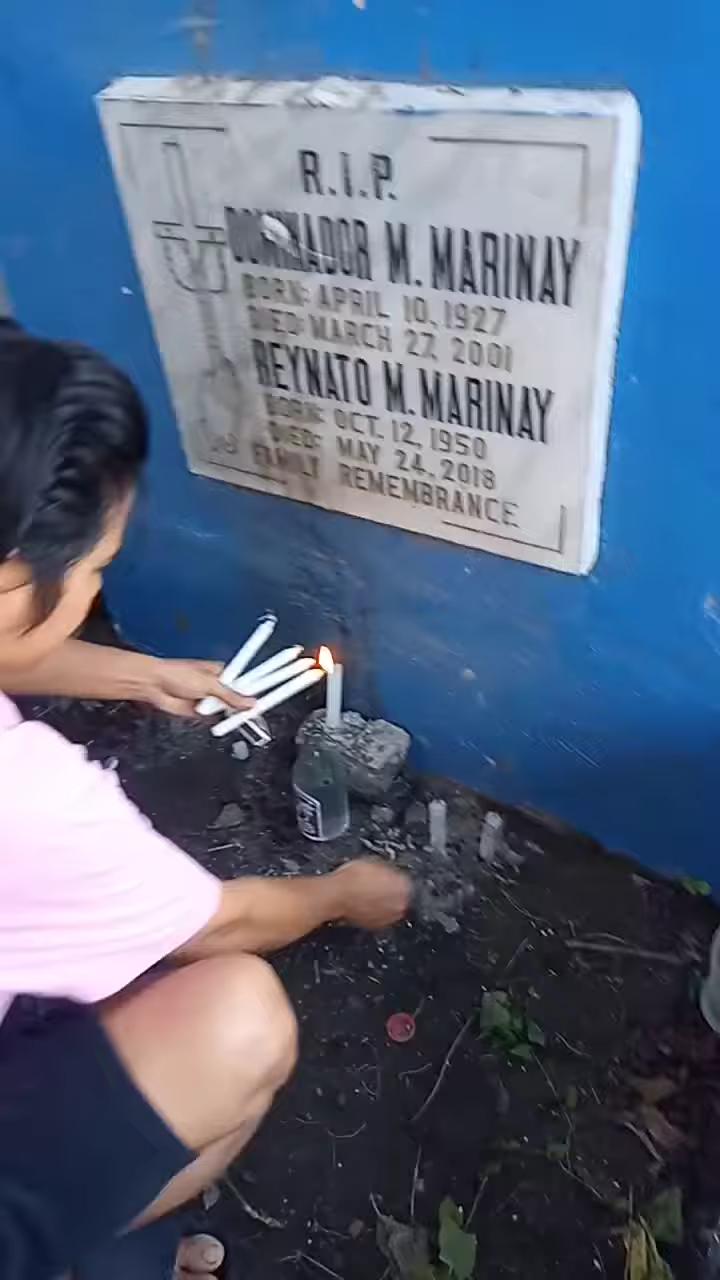 R.I.P.
DOMINADOR M. MARINAY
BORN: APRIL 10, 1927
DIED: MARCH 27, 2001
REYNATO M. MARINAY
BORN: OCT. 12, 1950
DIED: MAY 24, 2018
FAMILY REMEMBRANCE